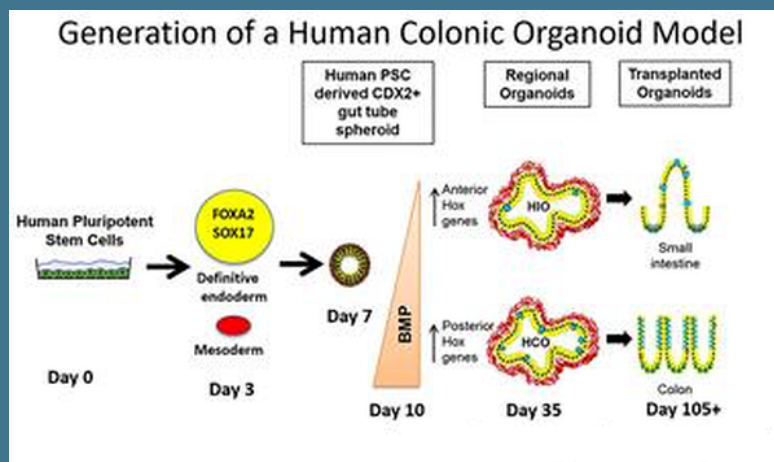 Generation of a Human Colonic Organoid Model
Human PSC
derived CDX2+
gut tube
spheroid
Regional
Organoids
Transplanted
Organoids
Human Pluripotent
Stem Cells
FOXA2
SOX17
Definitive
endoderm
Mesoderm
BMP
Anterior
Hox
genes
HIO
Small
intestine
Posterior
Hox
genes
HCO
Colon
Day 0
Day 3
Day 7
Day 10
Day 35
Day 105+